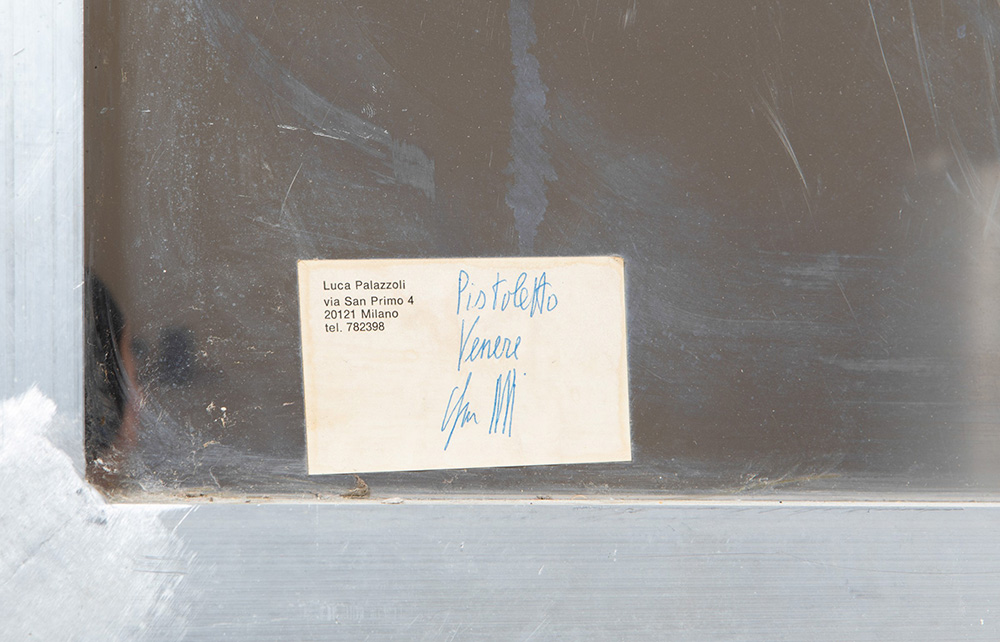 Luca Palazzoli
via San Primo 4
20121 Milano
tel. 782398
Pistoletto
Venere